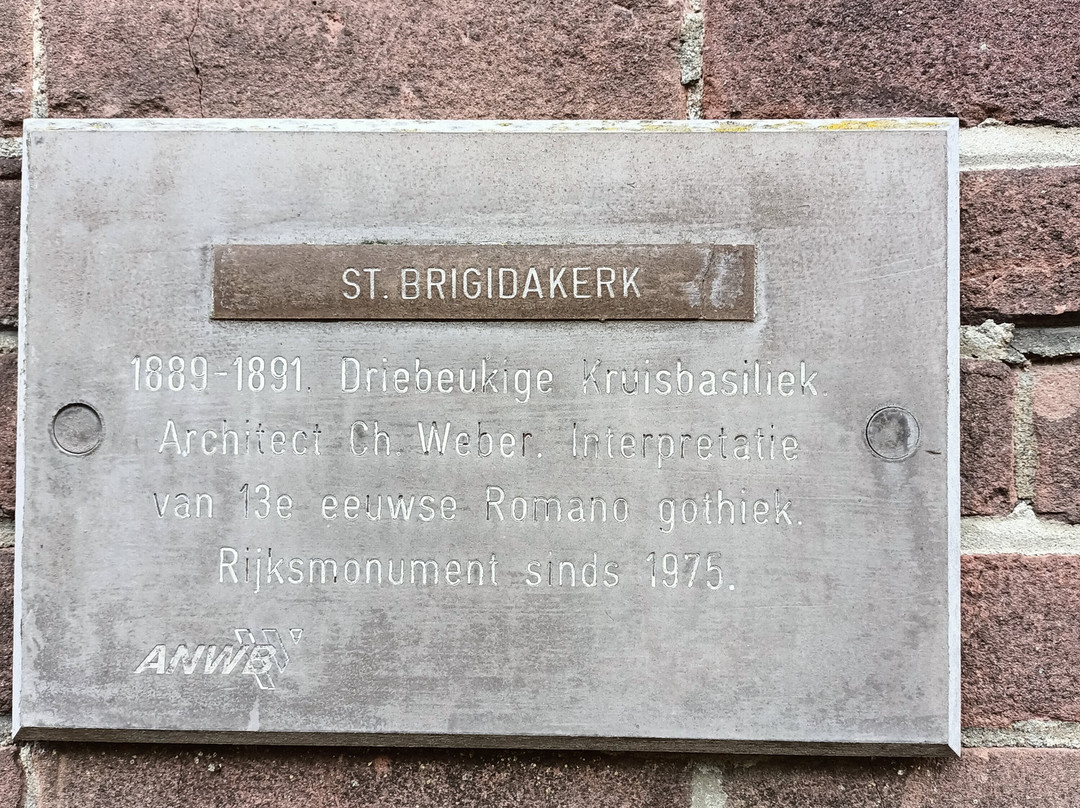 ST. BRIGIDAKERK
1889-1891. Driebeukige Kruisbasiliek.
Architect Ch. Weber. Interpretatie
van 13e eeuwse Romano gothiek.
Rijksmonument sinds 1975.
ANWB